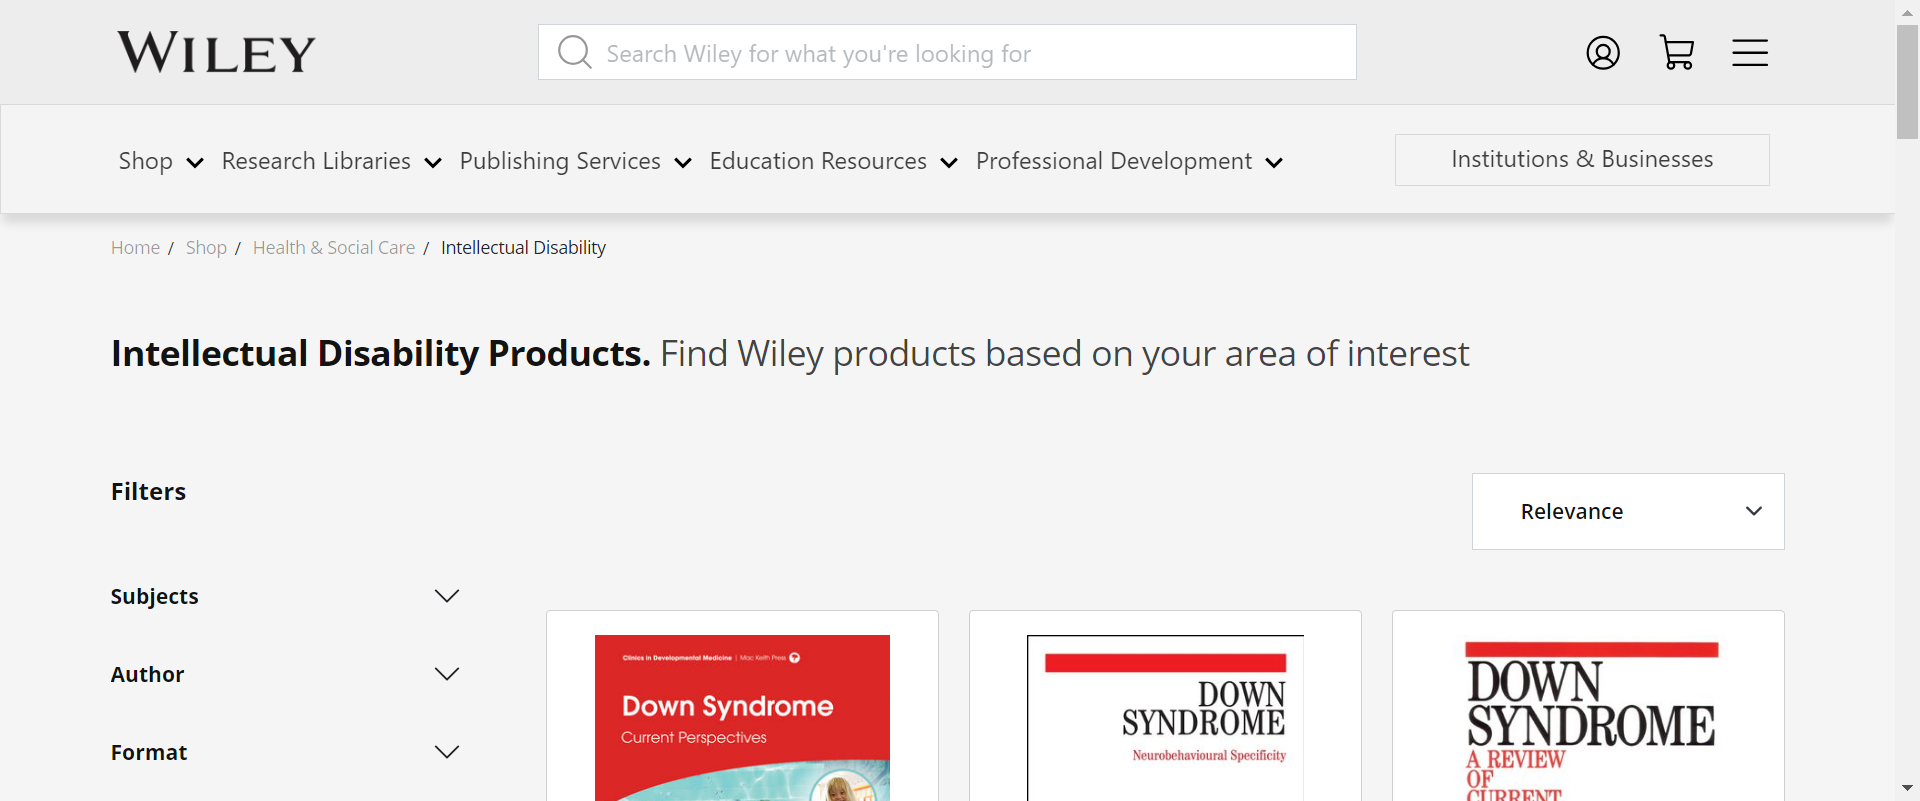 WILEY
Search Wiley for what you're looking for
Shop Research Libraries Publishing Services Education Resources Professional Development Institutions & Businesses
Home / Shop / Health & Social Care / Intellectual Disability
Intellectual Disability Products. Find Wiley products based on your area of interest
Filters
Relevance
Subjects
Author
Format
Clinics in Developmental Medicine | Mac Keith Press
Down Syndrome
Current Perspectives
DOWN
SYNDROME
Neurobehavioural Specificity
DOWN
SYNDROME
A REVIEW
OF
CURRENT